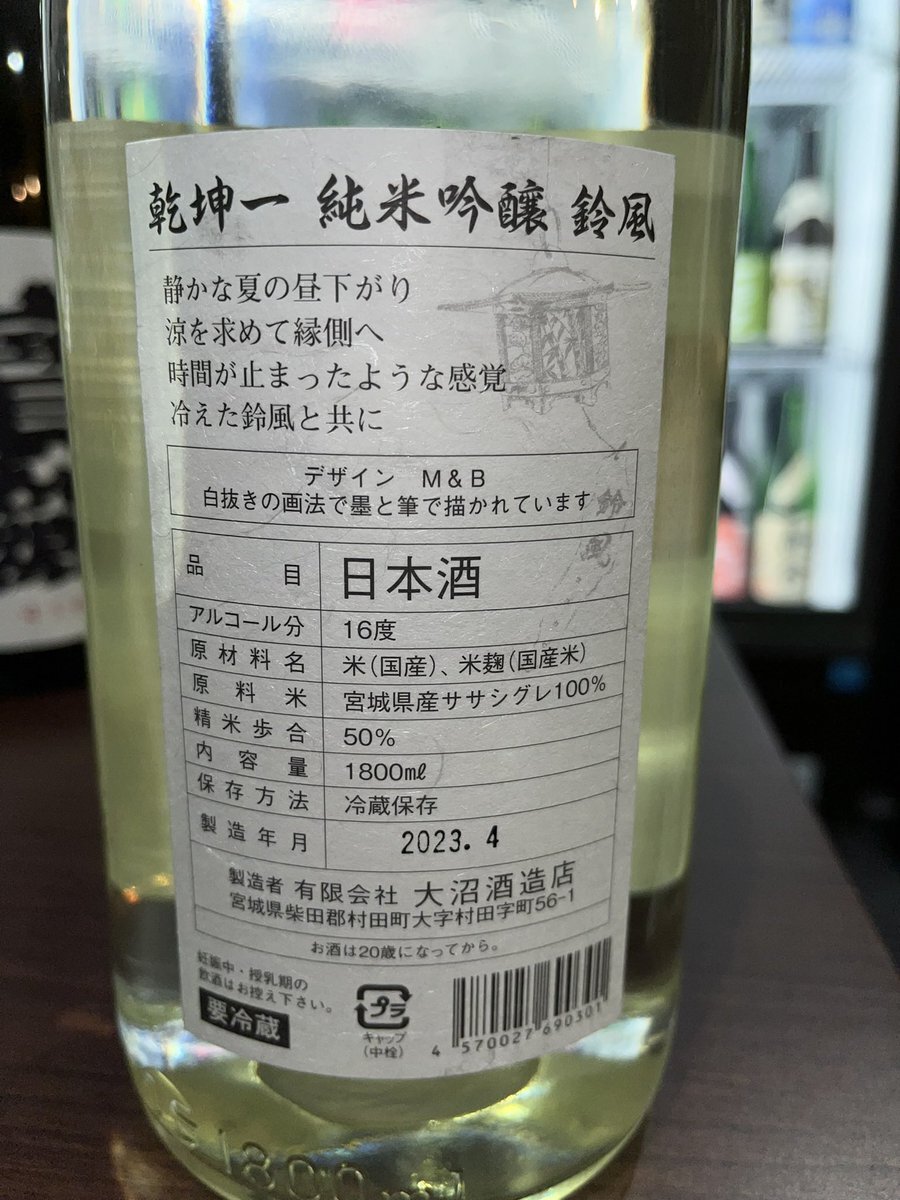 乾坤一 純米吟醸 鈴風
静かな夏の昼下がり
涼を求めて縁側へ
時間が止まったような感覚
冷えた鈴風と共に
デザイン M&B
白抜きの画法で墨と筆で描かれています
鈴風
品目 日本酒
アルコール分 16度
原材料名 米(国産)、米麹(国産米)
原料米 宮城県産ササシグレ100%
精米歩合 50%
内容量 1800㎖
保存方法 冷蔵保存
製造年月 2023.4
製造者 有限会社 大沼酒造店
宮城県柴田郡村田町大字村田字町56-1
お酒は20歳になってから。
妊娠中・授乳期の
飲酒はお控え下さい。
要冷蔵
プラ
キャップ
(中栓)
4 570027 690301
1800m